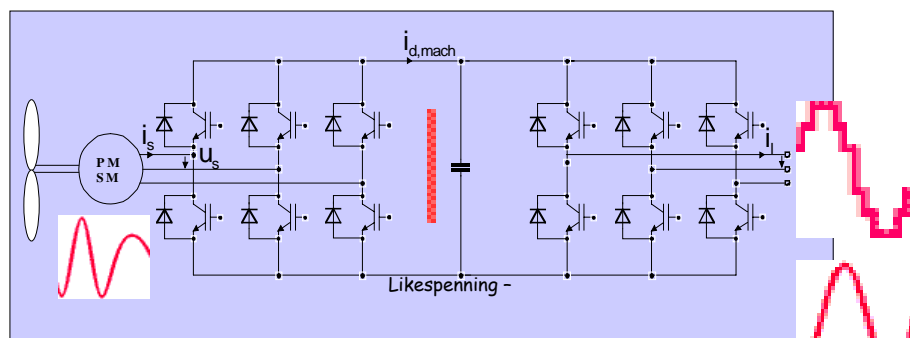 i_d,mach
i_s
u_s
P M
S M
i_l
Likespenning –